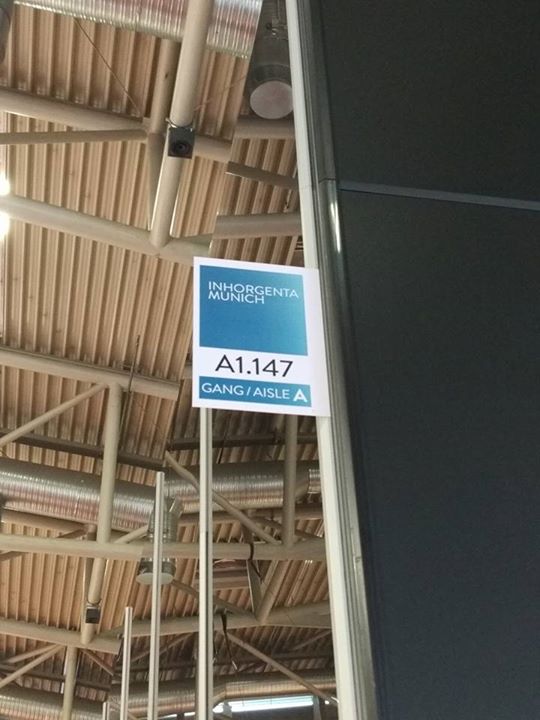 INHORGENTA
MUNICH
A1.147
GANG / AISLE A